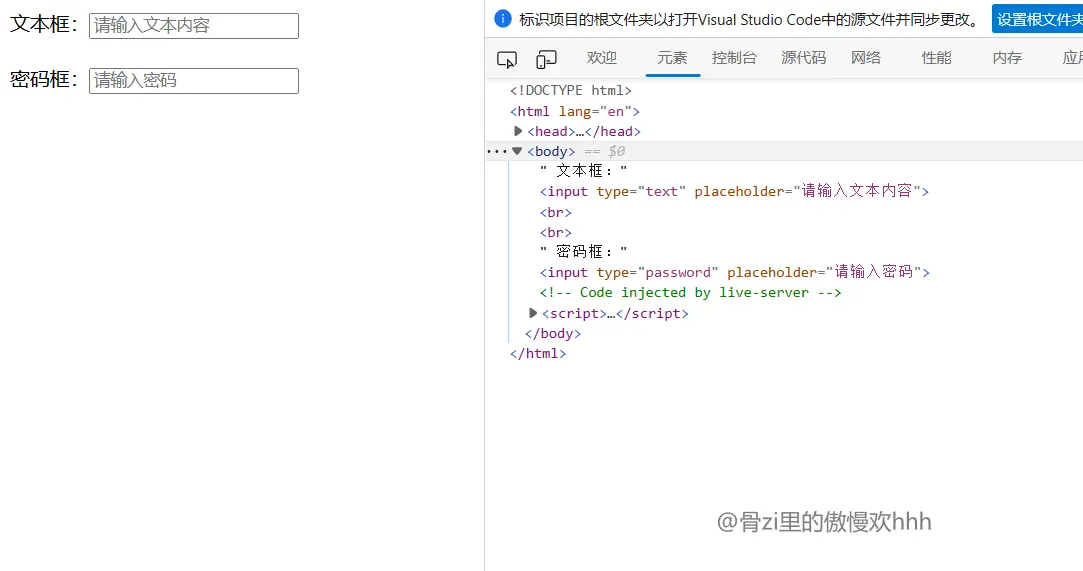 文本框：请输入文本内容
密码框：请输入密码
标识项目的根文件夹以打开Visual Studio Code中的源文件并同步更改。 设置根文件夹
欢迎 元素 控制台 源代码 网络 性能 内存 应用
<!DOCTYPE html>
<html lang="en">
<head>…</head>
<body> == $0
" 文本框："
<input type="text" placeholder="请输入文本内容">
<br>
<br>
" 密码框："
<input type="password" placeholder="请输入密码">
<!-- Code injected by live-server -->
<script>…</script>
</body>
</html>
@骨zi里的傲慢欢hhh